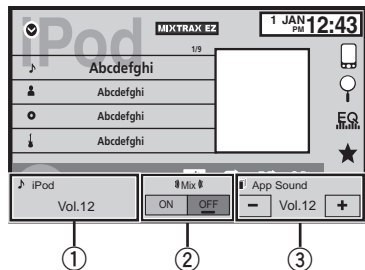 iPod
MIXTRAX EZ
1 JAN
PM 12:43
1/9
Abcdefghi
Abcdefghi
Abcdefghi
Abcdefghi
EQ
iPod
Vol.12
Mix
ON OFF
App Sound
− Vol.12 +
① ② ③